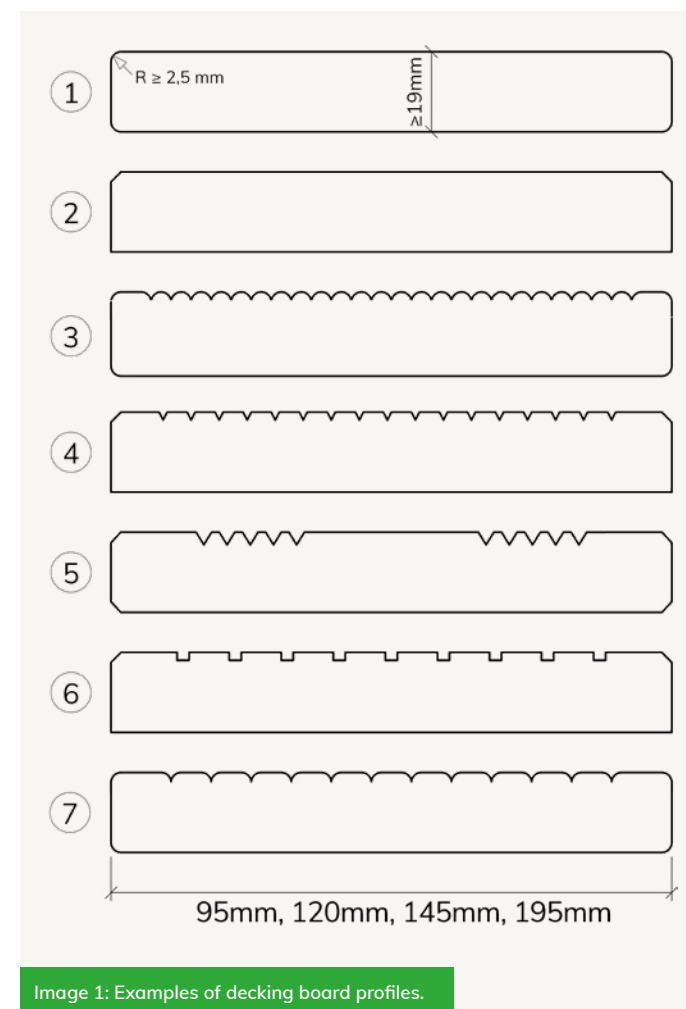 1
R ≥ 2,5 mm
≥19mm
2
3
4
5
6
7
95mm, 120mm, 145mm, 195mm
Image 1: Examples of decking board profiles.